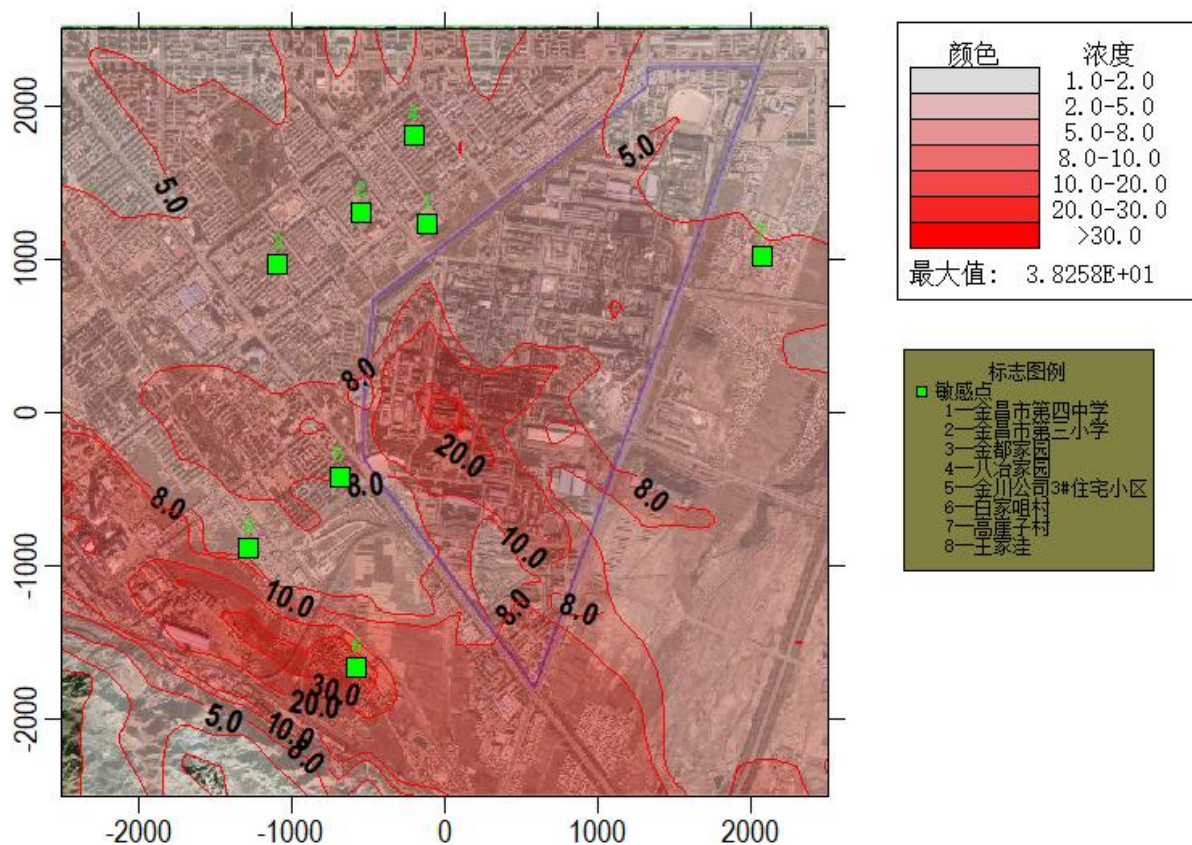 颜色 浓度
1.0-2.0
2.0-5.0
5.0-8.0
8.0-10.0
10.0-20.0
20.0-30.0
>30.0
最大值: 3.8258E+01
标志图例
敏感点
1—金昌市第四中学
2—金昌市第三小学
3—金都家园
4—八冶家园
5—金川公司3#住宅小区
6—白家咀村
7—高崖子村
8—王家洼
2000
1000
0
-1000
-2000
-2000
-1000
0
1000
2000
5.0
5.0
8.0
20.0
8.0
8.0
8.0
10.0
10.0
8.0
8.0
30.0
20.0
5.0
10.0
8.0